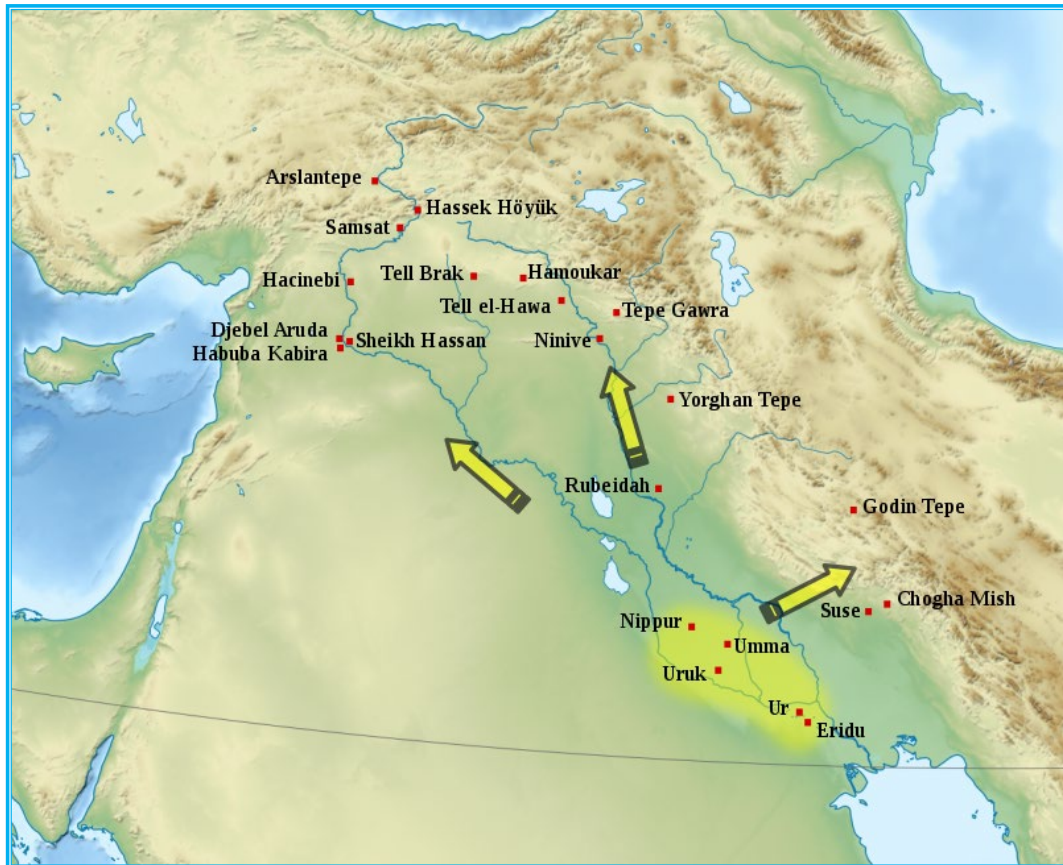 Arslantepe
Hassek Höyük
Samsat
Hacinebi
Tell Brak
Hamoukar
Tell el-Hawa
Tepe Gawra
Djebel Aruda
Sheikh Hassan
Ninive
Habuba Kabira
Yorghan Tepe
Rubeidah
Godin Tepe
Chogha Mish
Suse
Nippur
Umma
Uruk
Ur
Eridu